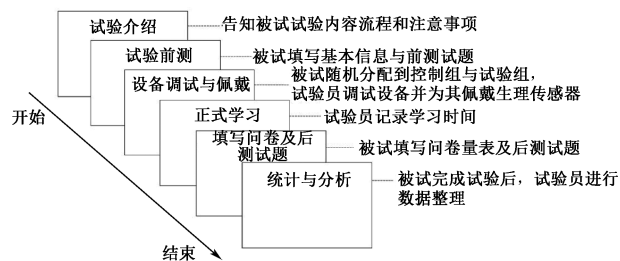 试验介绍
告知被试试验内容流程和注意事项
试验前测
被试填写基本信息与前测试题
设备调试与佩戴
被试随机分配到控制组与试验组，
试验员调试设备并为其佩戴生理传感器
开始
正式学习
试验员记录学习时间
填写问卷及后
测试题
被试填写问卷量表及后测试题
统计与分析
被试完成试验后，试验员进行
数据整理
结束